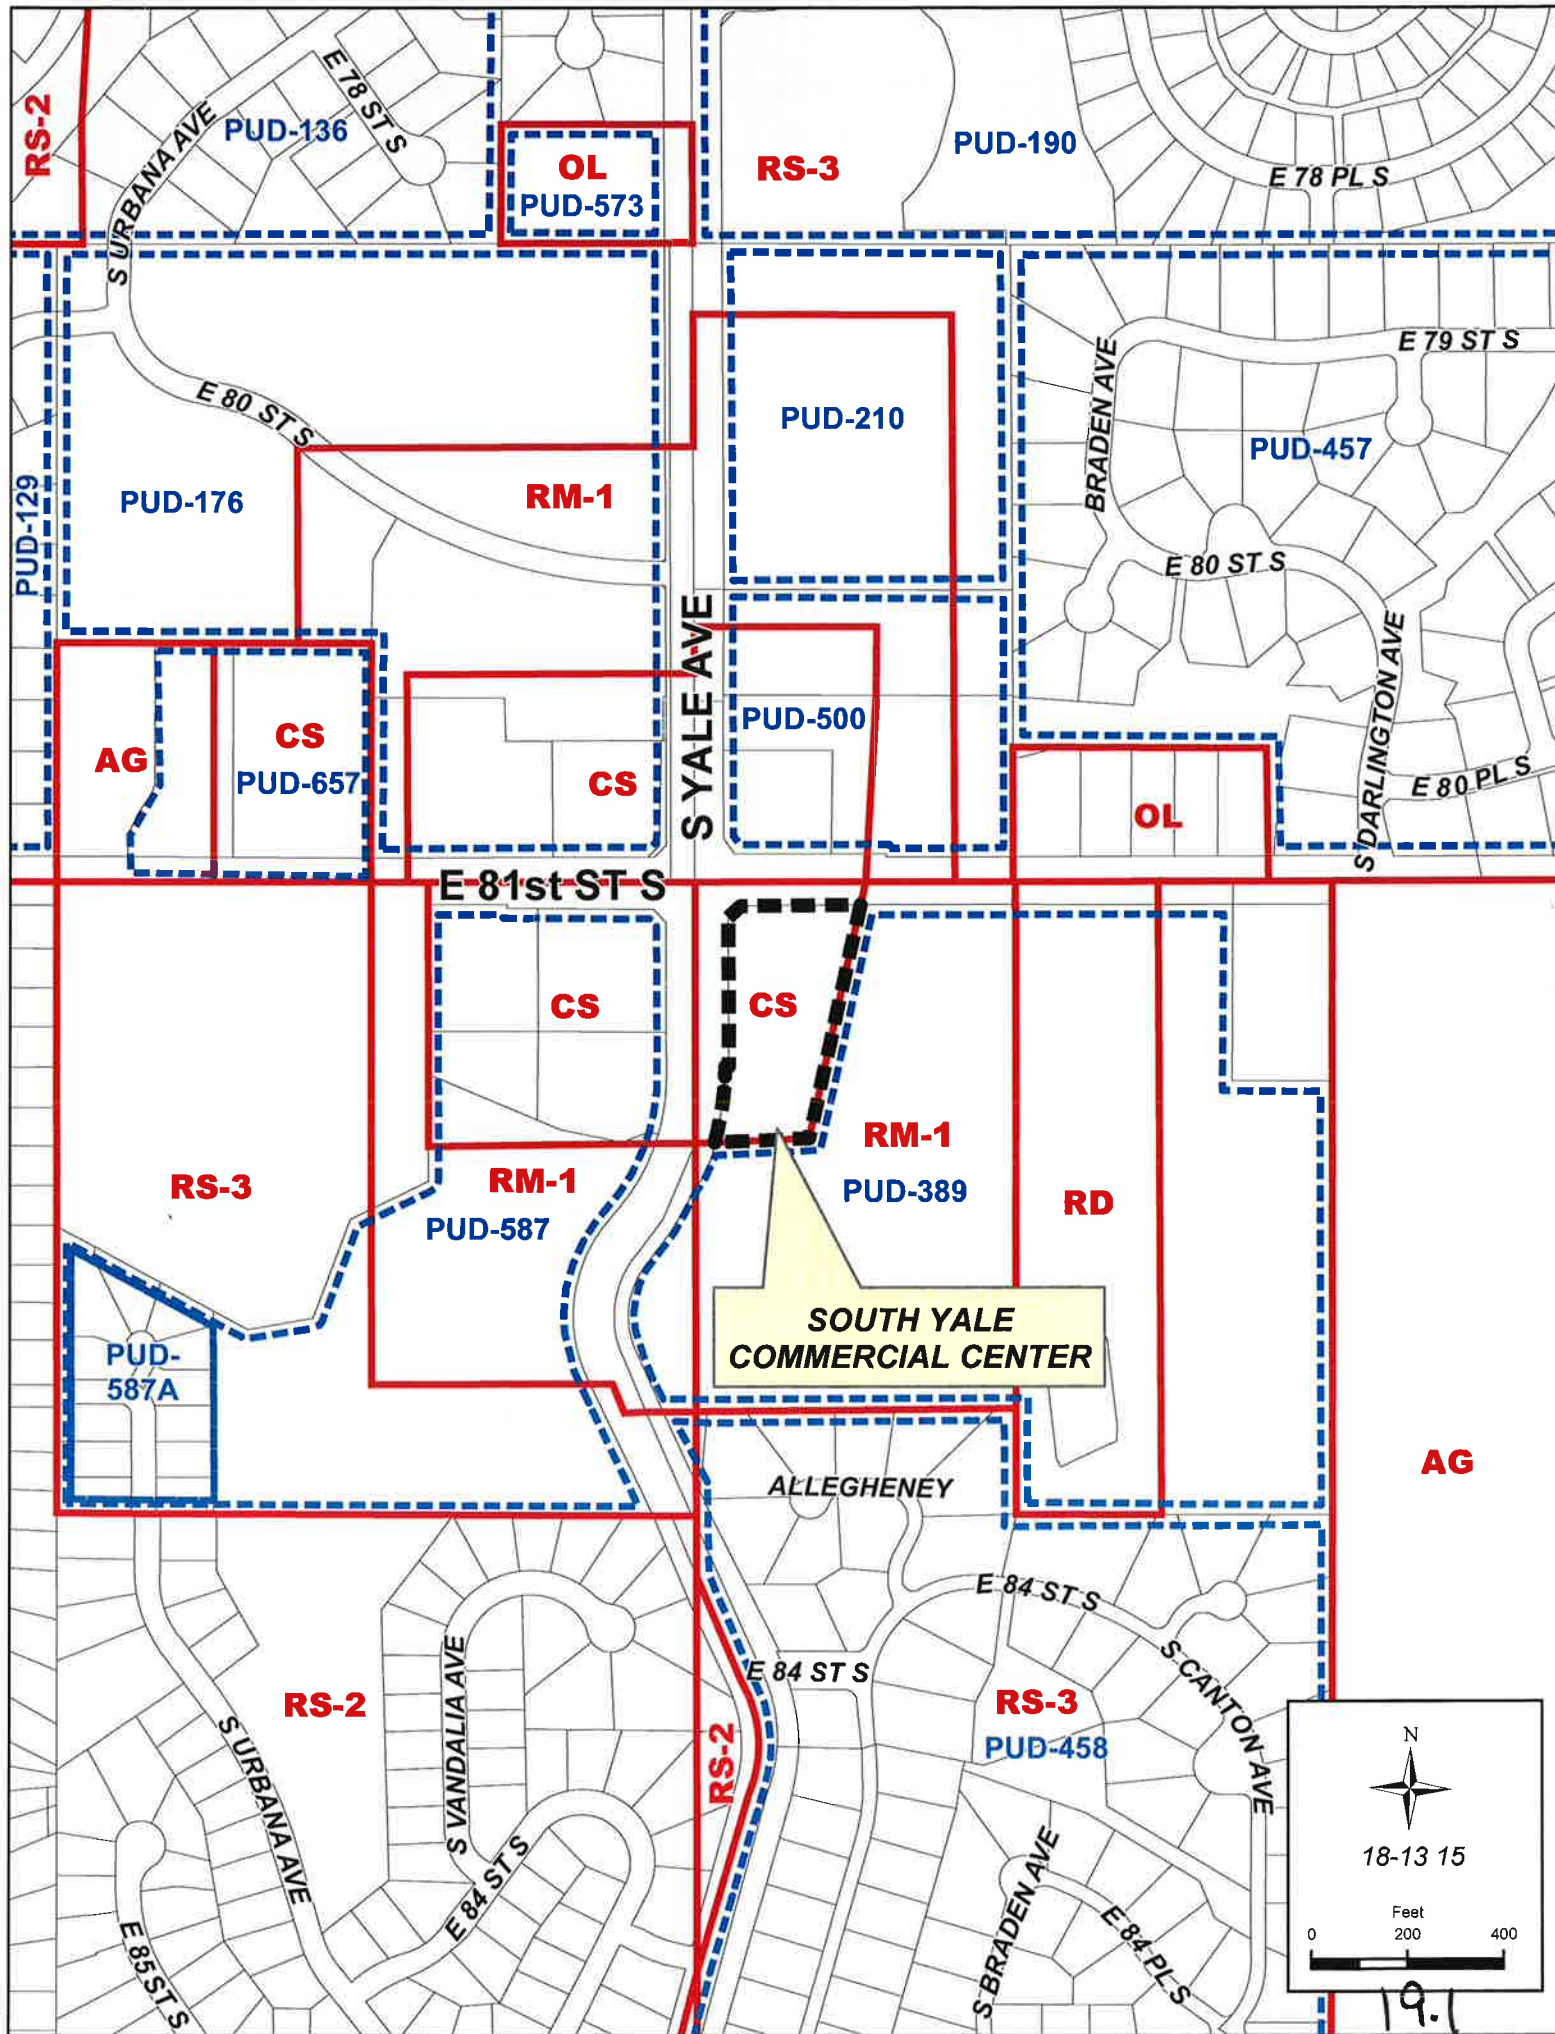 E 78 ST S
S URBANA AVE
RS-2
PUD-136
OL
PUD-573
RS-3
PUD-190
E 78 PL S
E 79 ST S
BRADEN AVE
PUD-210
PUD-457
E 80 ST S
PUD-129
PUD-176
RM-1
E 80 ST S
S YALE AVE
S DARLINGTON AVE
AG
CS
PUD-657
CS
PUD-500
OL
E 80 PL S
E 81st ST S
CS
CS
RS-3
RM-1
PUD-587
RM-1
PUD-389
RD
SOUTH YALE
COMMERCIAL CENTER
PUD-
587A
AG
ALLEGHENEY
E 84 ST S
S CANTON AVE
E 84 ST S
RS-2
S VANDALIA AVE
S URBANA AVE
RS-2
RS-3
PUD-458
E 84 ST S
E 85 ST S
S BRADEN AVE
E 84 PL S
N
18-13 15
Feet
0 200 400
19.1